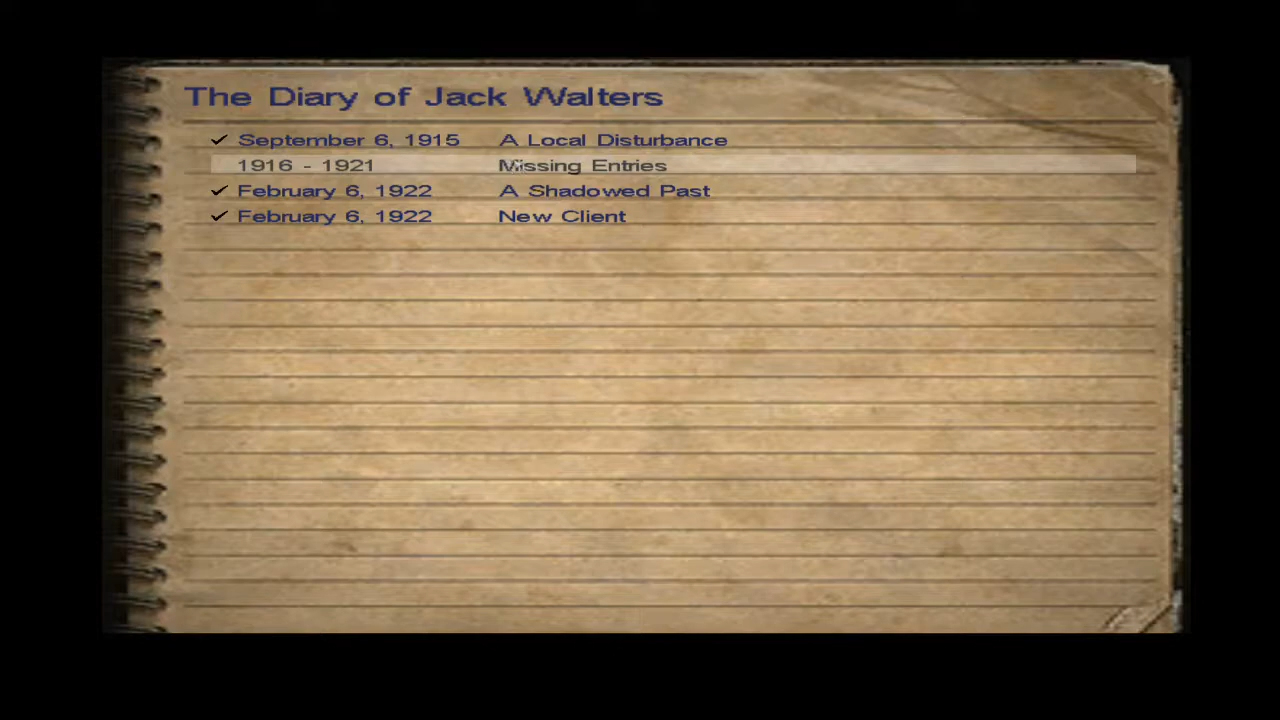 The Diary of Jack Walters
✓ September 6, 1915 A Local Disturbance
1916 - 1921 Missing Entries
✓ February 6, 1922 A Shadowed Past
✓ February 6, 1922 New Client